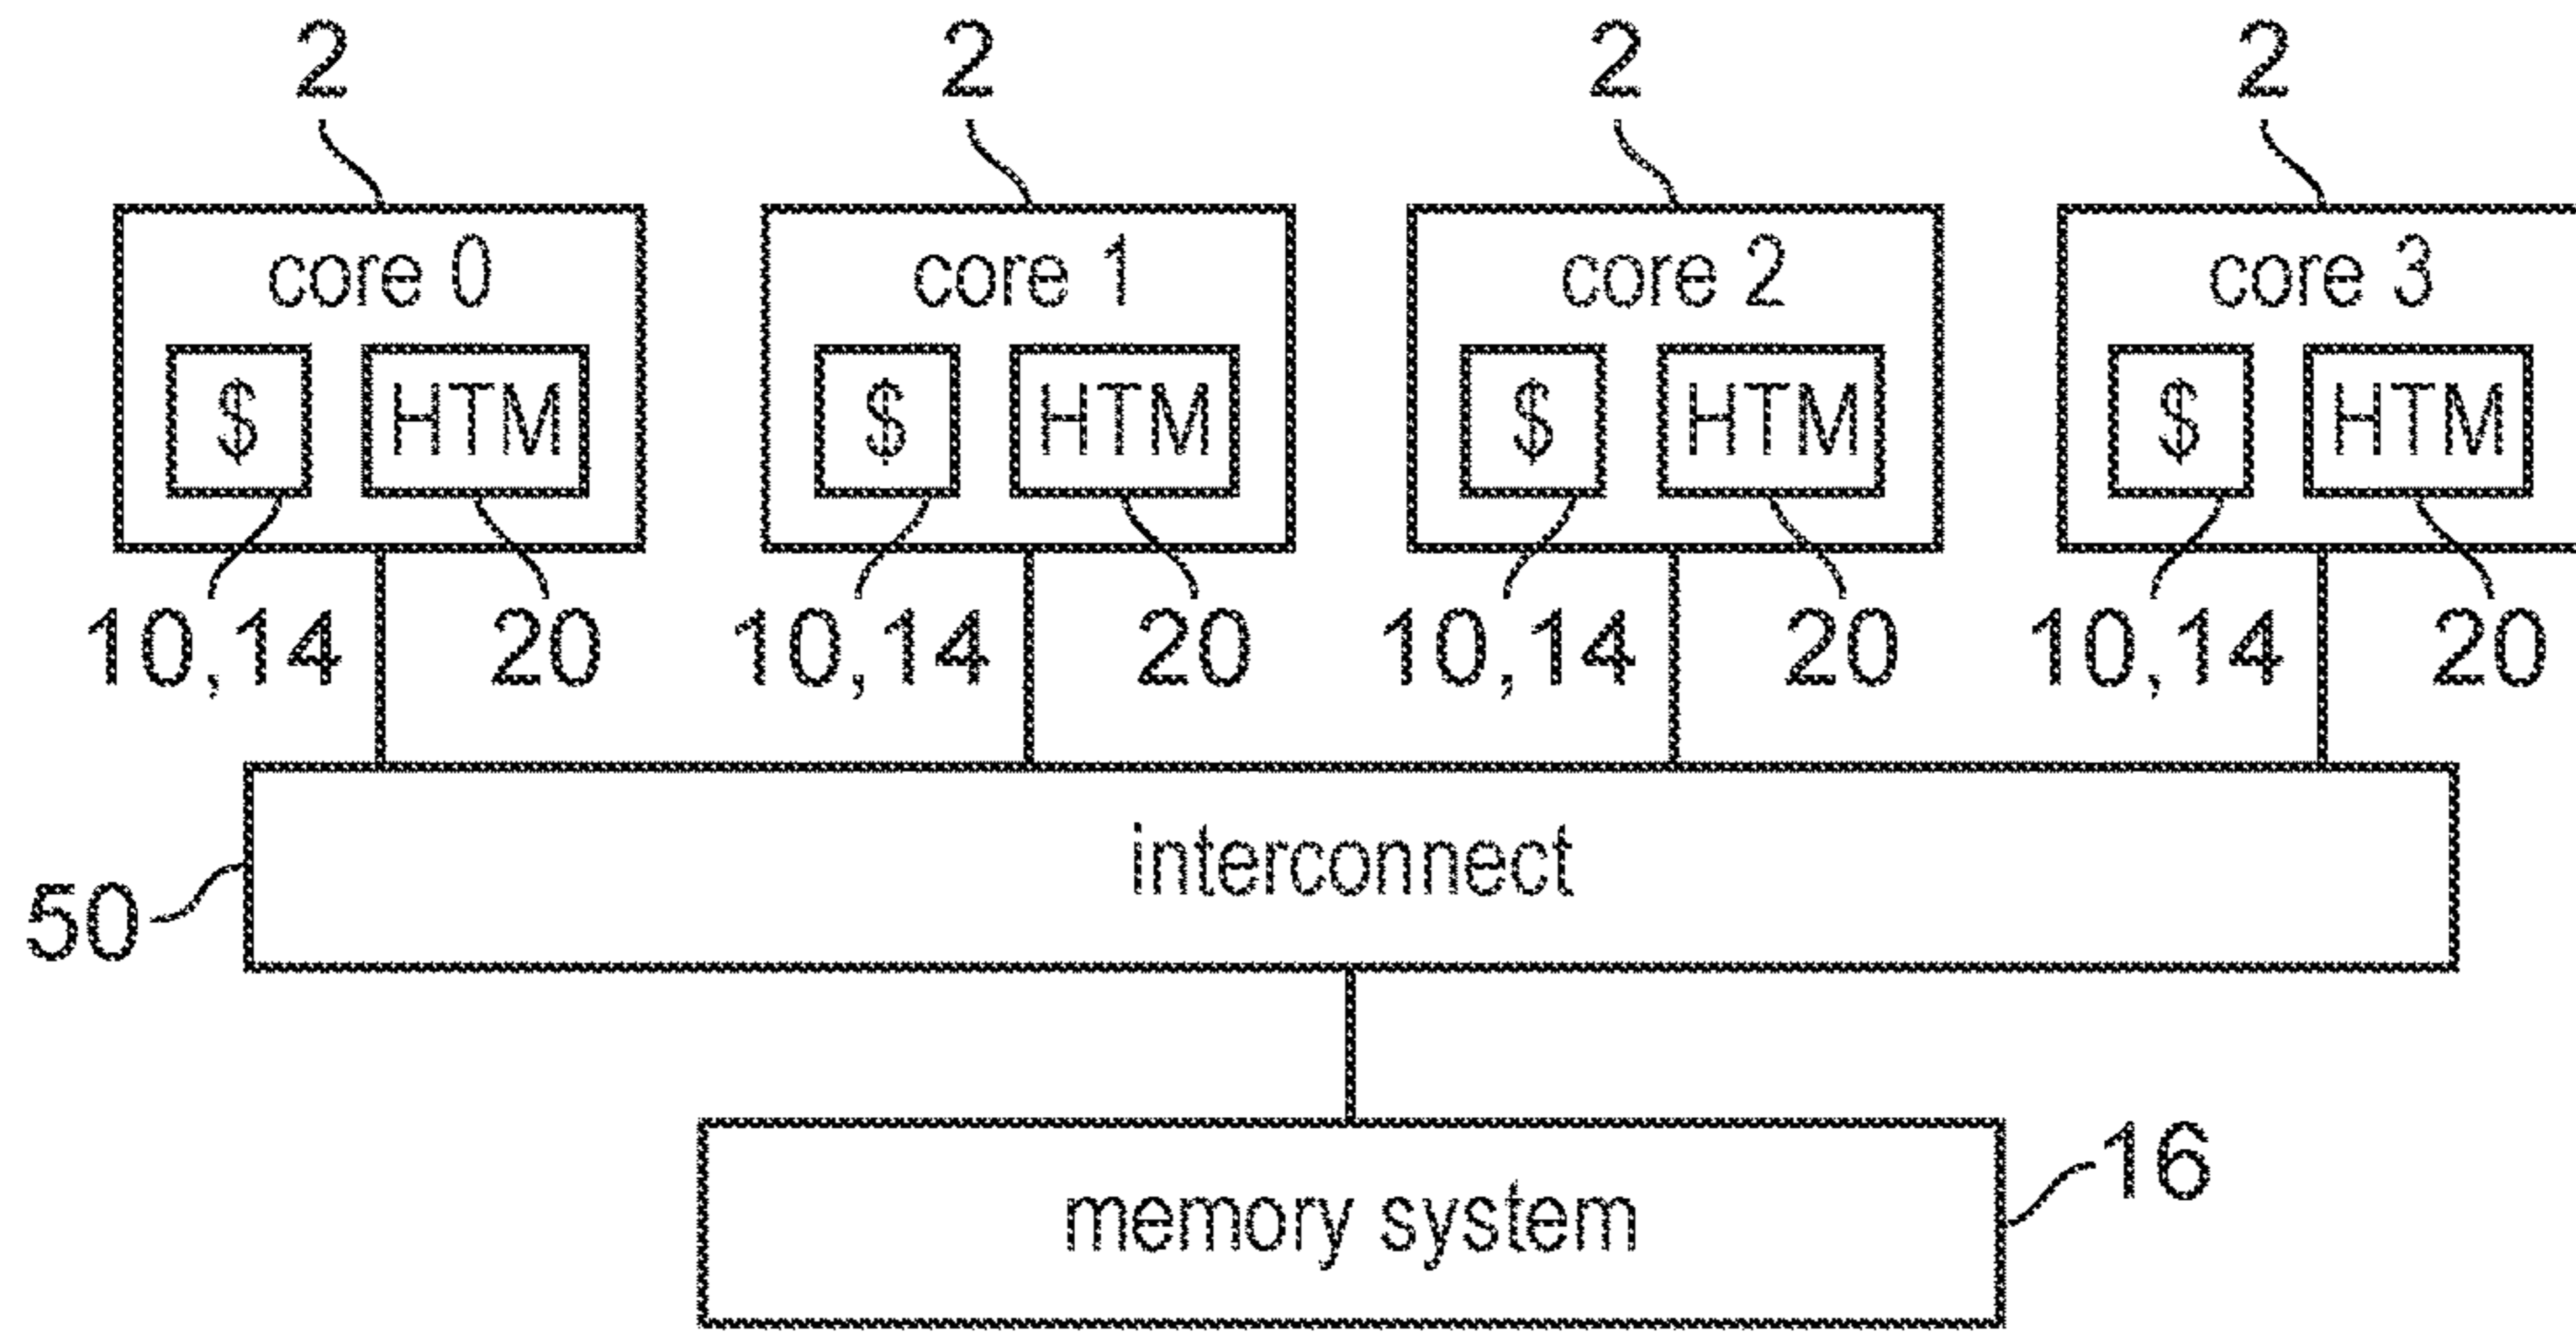 2 2 2 2
core 0 core 1 core 2 core 3
$ HTM $ HTM $ HTM $ HTM
10,14 20 10,14 20 10,14 20 10,14 20
interconnect
50
memory system
16